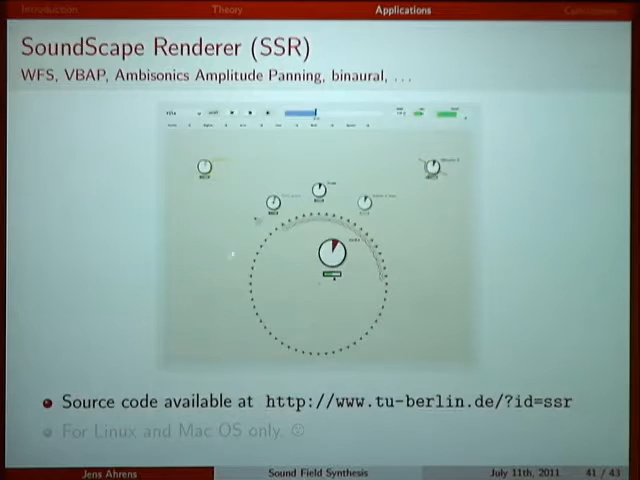 Introduction Theory Applications Conclusions
SoundScape Renderer (SSR)
WFS, VBAP, Ambisonics Amplitude Panning, binaural, ...
Source code available at http://www.tu-berlin.de/?id=ssr
For Linux and Mac OS only. ☹
Jens Ahrens Sound Field Synthesis July 11th, 2011 41 / 43